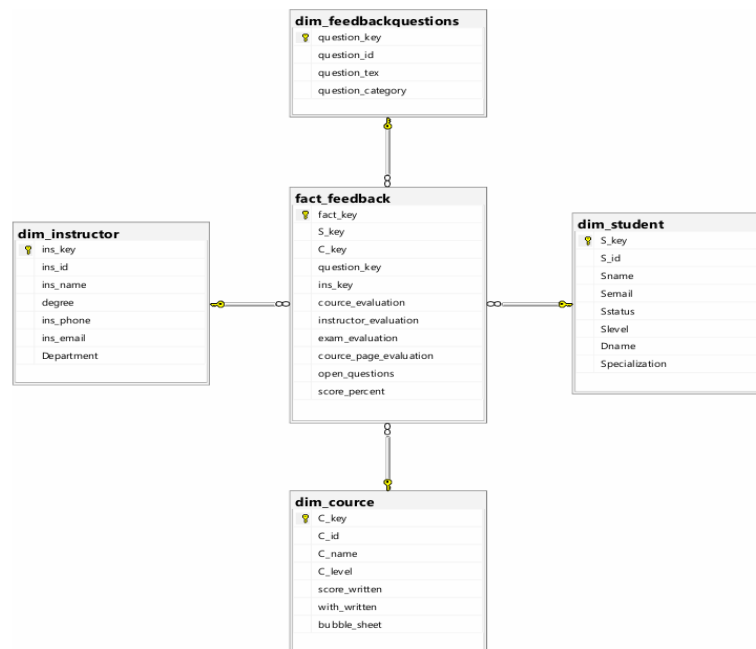 dim_feedbackquestions
question_key
question_id
question_tex
question_category
fact_feedback
fact_key
S_key
C_key
question_key
ins_key
cource_evaluation
instructor_evaluation
exam_evaluation
cource_page_evaluation
open_questions
score_percent
dim_instructor
ins_key
ins_id
ins_name
degree
ins_phone
ins_email
Department
dim_student
S_key
S_id
Sname
Semail
Sstatus
Slevel
Dname
Specialization
dim_cource
C_key
C_id
C_name
C_level
score_written
with_written
bubble_sheet